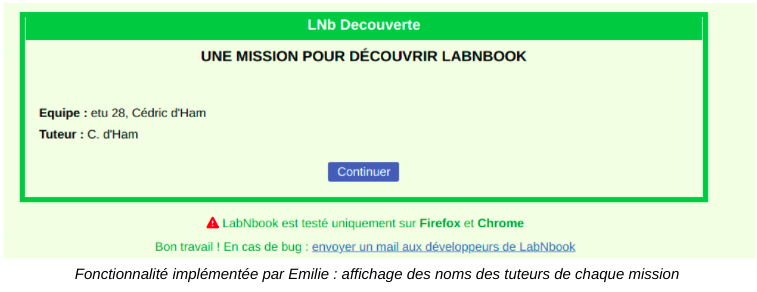 LNb Decouverte
UNE MISSION POUR DÉCOUVRIR LABNBOOK
Equipe : etu 28, Cédric d'Ham
Tuteur : C. d'Ham
Continuer
LabNbook est testé uniquement sur Firefox et Chrome
Bon travail ! En cas de bug : envoyer un mail aux développeurs de LabNbook
Fonctionnalité implémentée par Emilie : affichage des noms des tuteurs de chaque mission